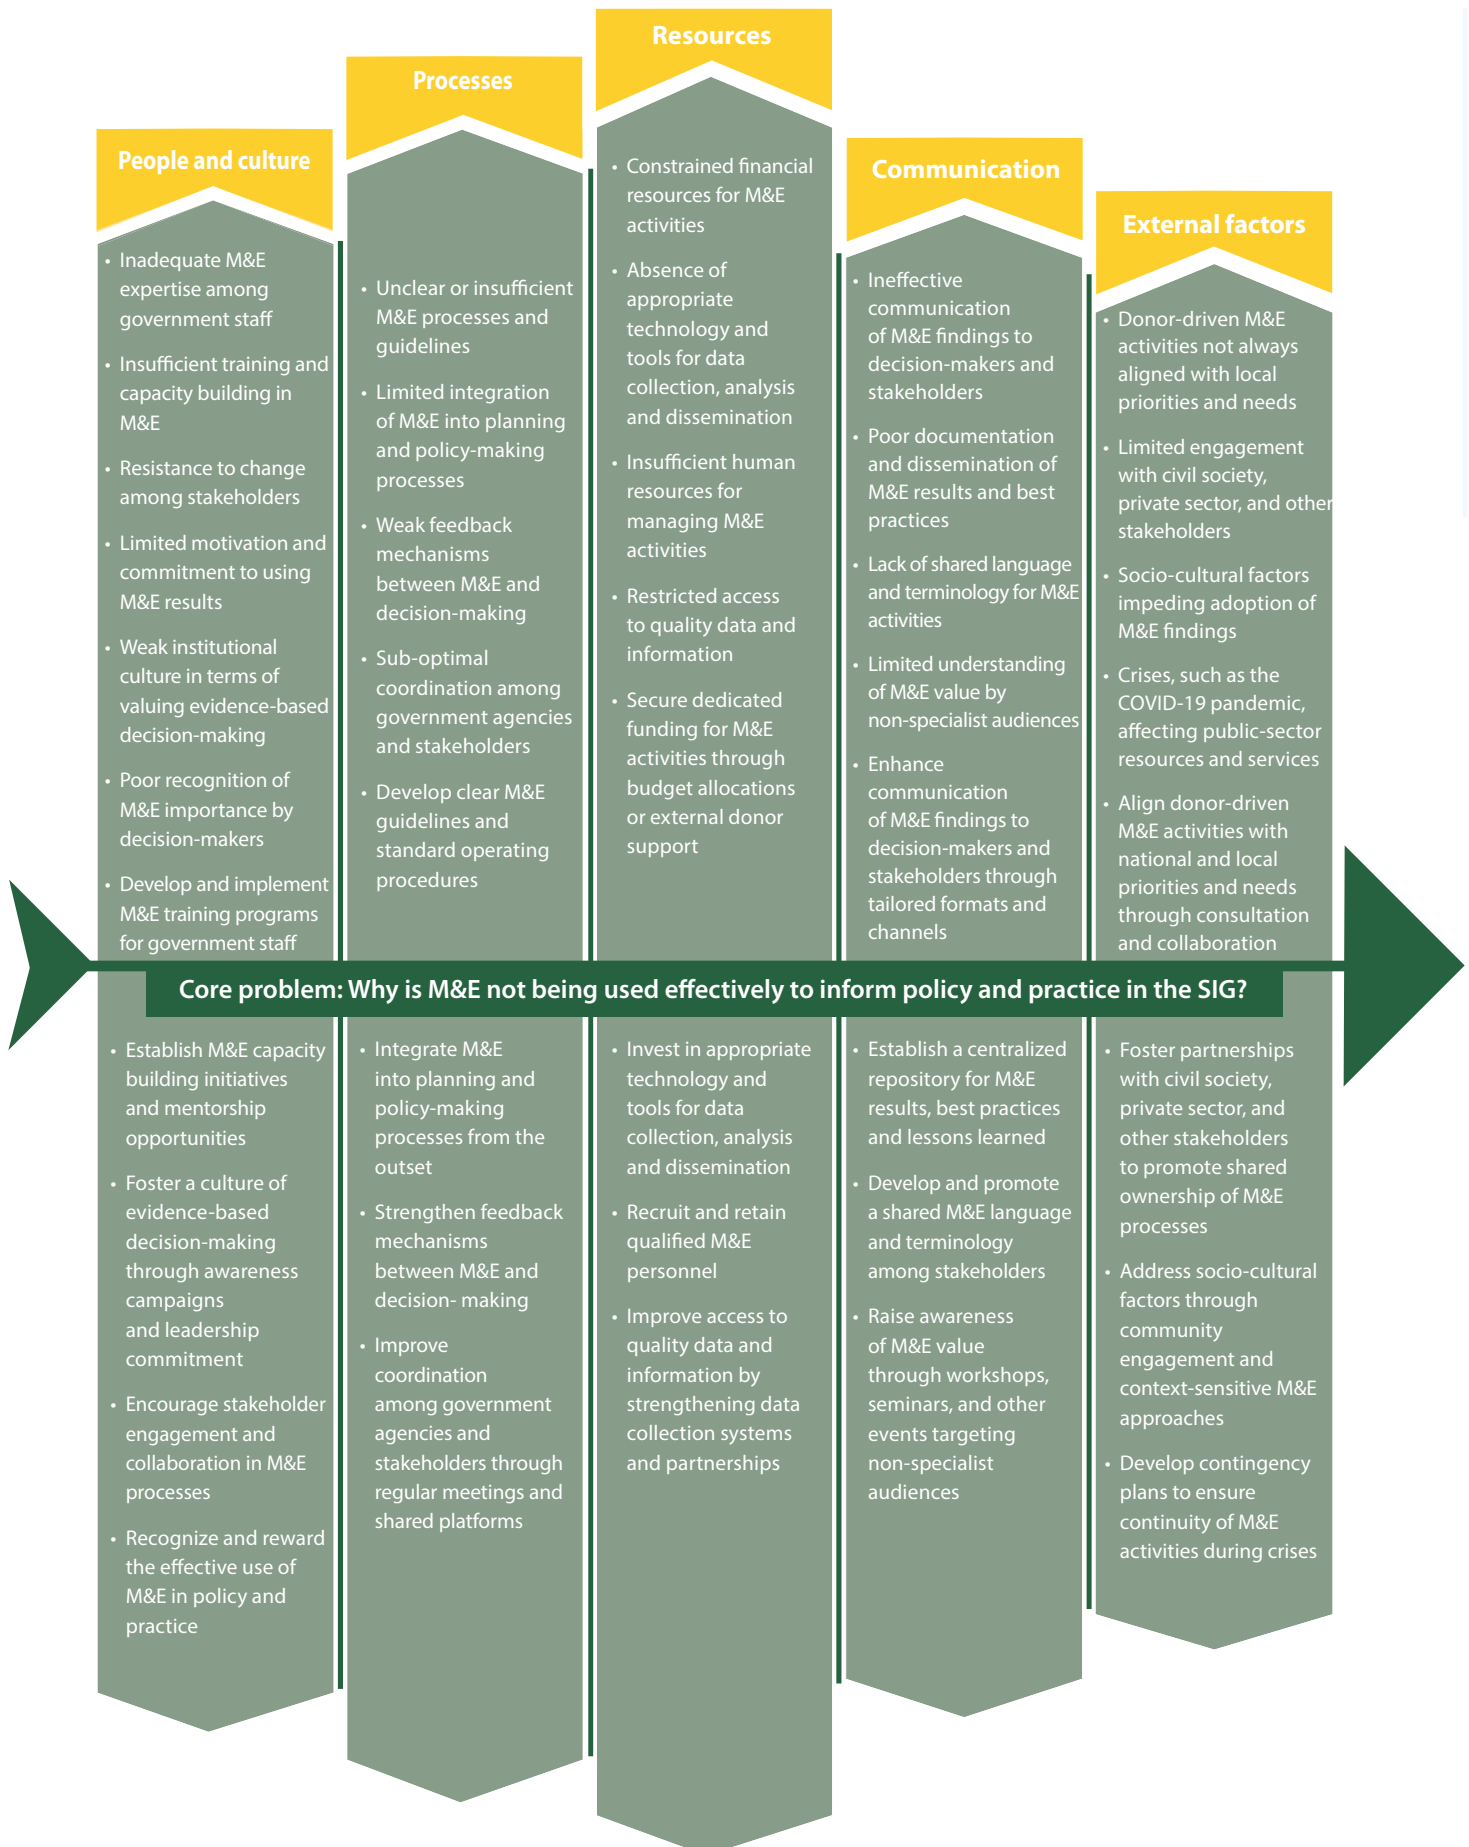 People and culture
• Inadequate M&E
expertise among
government staff
• Insufficient training and
capacity building in
M&E
• Resistance to change
among stakeholders
• Limited motivation and
commitment to using
M&E results
• Weak institutional
culture in terms of
valuing evidence-based
decision-making
• Poor recognition of
M&E importance by
decision-makers
• Develop and implement
M&E training programs
for government staff
Processes
• Unclear or insufficient
M&E processes and
guidelines
• Limited integration
of M&E into planning
and policy-making
processes
• Weak feedback
mechanisms
between M&E and
decision-making
• Sub-optimal
coordination among
government agencies
and stakeholders
• Develop clear M&E
guidelines and
standard operating
procedures
Resources
• Constrained financial
resources for M&E
activities
• Absence of
appropriate
technology and
tools for data
collection, analysis
and dissemination
• Insufficient human
resources for
managing M&E
activities
• Restricted access
to quality data and
information
• Secure dedicated
funding for M&E
activities through
budget allocations
or external donor
support
Communication
• Ineffective
communication
of M&E findings to
decision-makers and
stakeholders
• Poor documentation
and dissemination of
M&E results and best
practices
• Lack of shared language
and terminology for M&E
activities
• Limited understanding
of M&E value by
non-specialist audiences
• Enhance
communication
of M&E findings to
decision-makers and
stakeholders through
tailored formats and
channels
External factors
• Donor-driven M&E
activities not always
aligned with local
priorities and needs
• Limited engagement
with civil society,
private sector, and other
stakeholders
• Socio-cultural factors
impeding adoption of
M&E findings
• Crises, such as the
COVID-19 pandemic,
affecting public-sector
resources and services
• Align donor-driven
M&E activities with
national and local
priorities and needs
through consultation
and collaboration
Core problem: Why is M&E not being used effectively to inform policy and practice in the SIG?
• Establish M&E capacity
building initiatives
and mentorship
opportunities
• Foster a culture of
evidence-based
decision-making
through awareness
campaigns
and leadership
commitment
• Encourage stakeholder
engagement and
collaboration in M&E
processes
• Recognize and reward
the effective use of
M&E in policy and
practice
• Integrate M&E
into planning and
policy-making
processes from the
outset
• Strengthen feedback
mechanisms
between M&E and
decision- making
• Improve
coordination
among government
agencies and
stakeholders through
regular meetings and
shared platforms
• Invest in appropriate
technology and
tools for data
collection, analysis
and dissemination
• Recruit and retain
qualified M&E
personnel
• Improve access to
quality data and
information by
strengthening data
collection systems
and partnerships
• Establish a centralized
repository for M&E
results, best practices
and lessons learned
• Develop and promote
a shared M&E language
and terminology
among stakeholders
• Raise awareness
of M&E value
through workshops,
seminars, and other
events targeting
non-specialist
audiences
• Foster partnerships
with civil society,
private sector, and
other stakeholders
to promote shared
ownership of M&E
processes
• Address socio-cultural
factors through
community
engagement and
context-sensitive M&E
approaches
• Develop contingency
plans to ensure
continuity of M&E
activities during crises